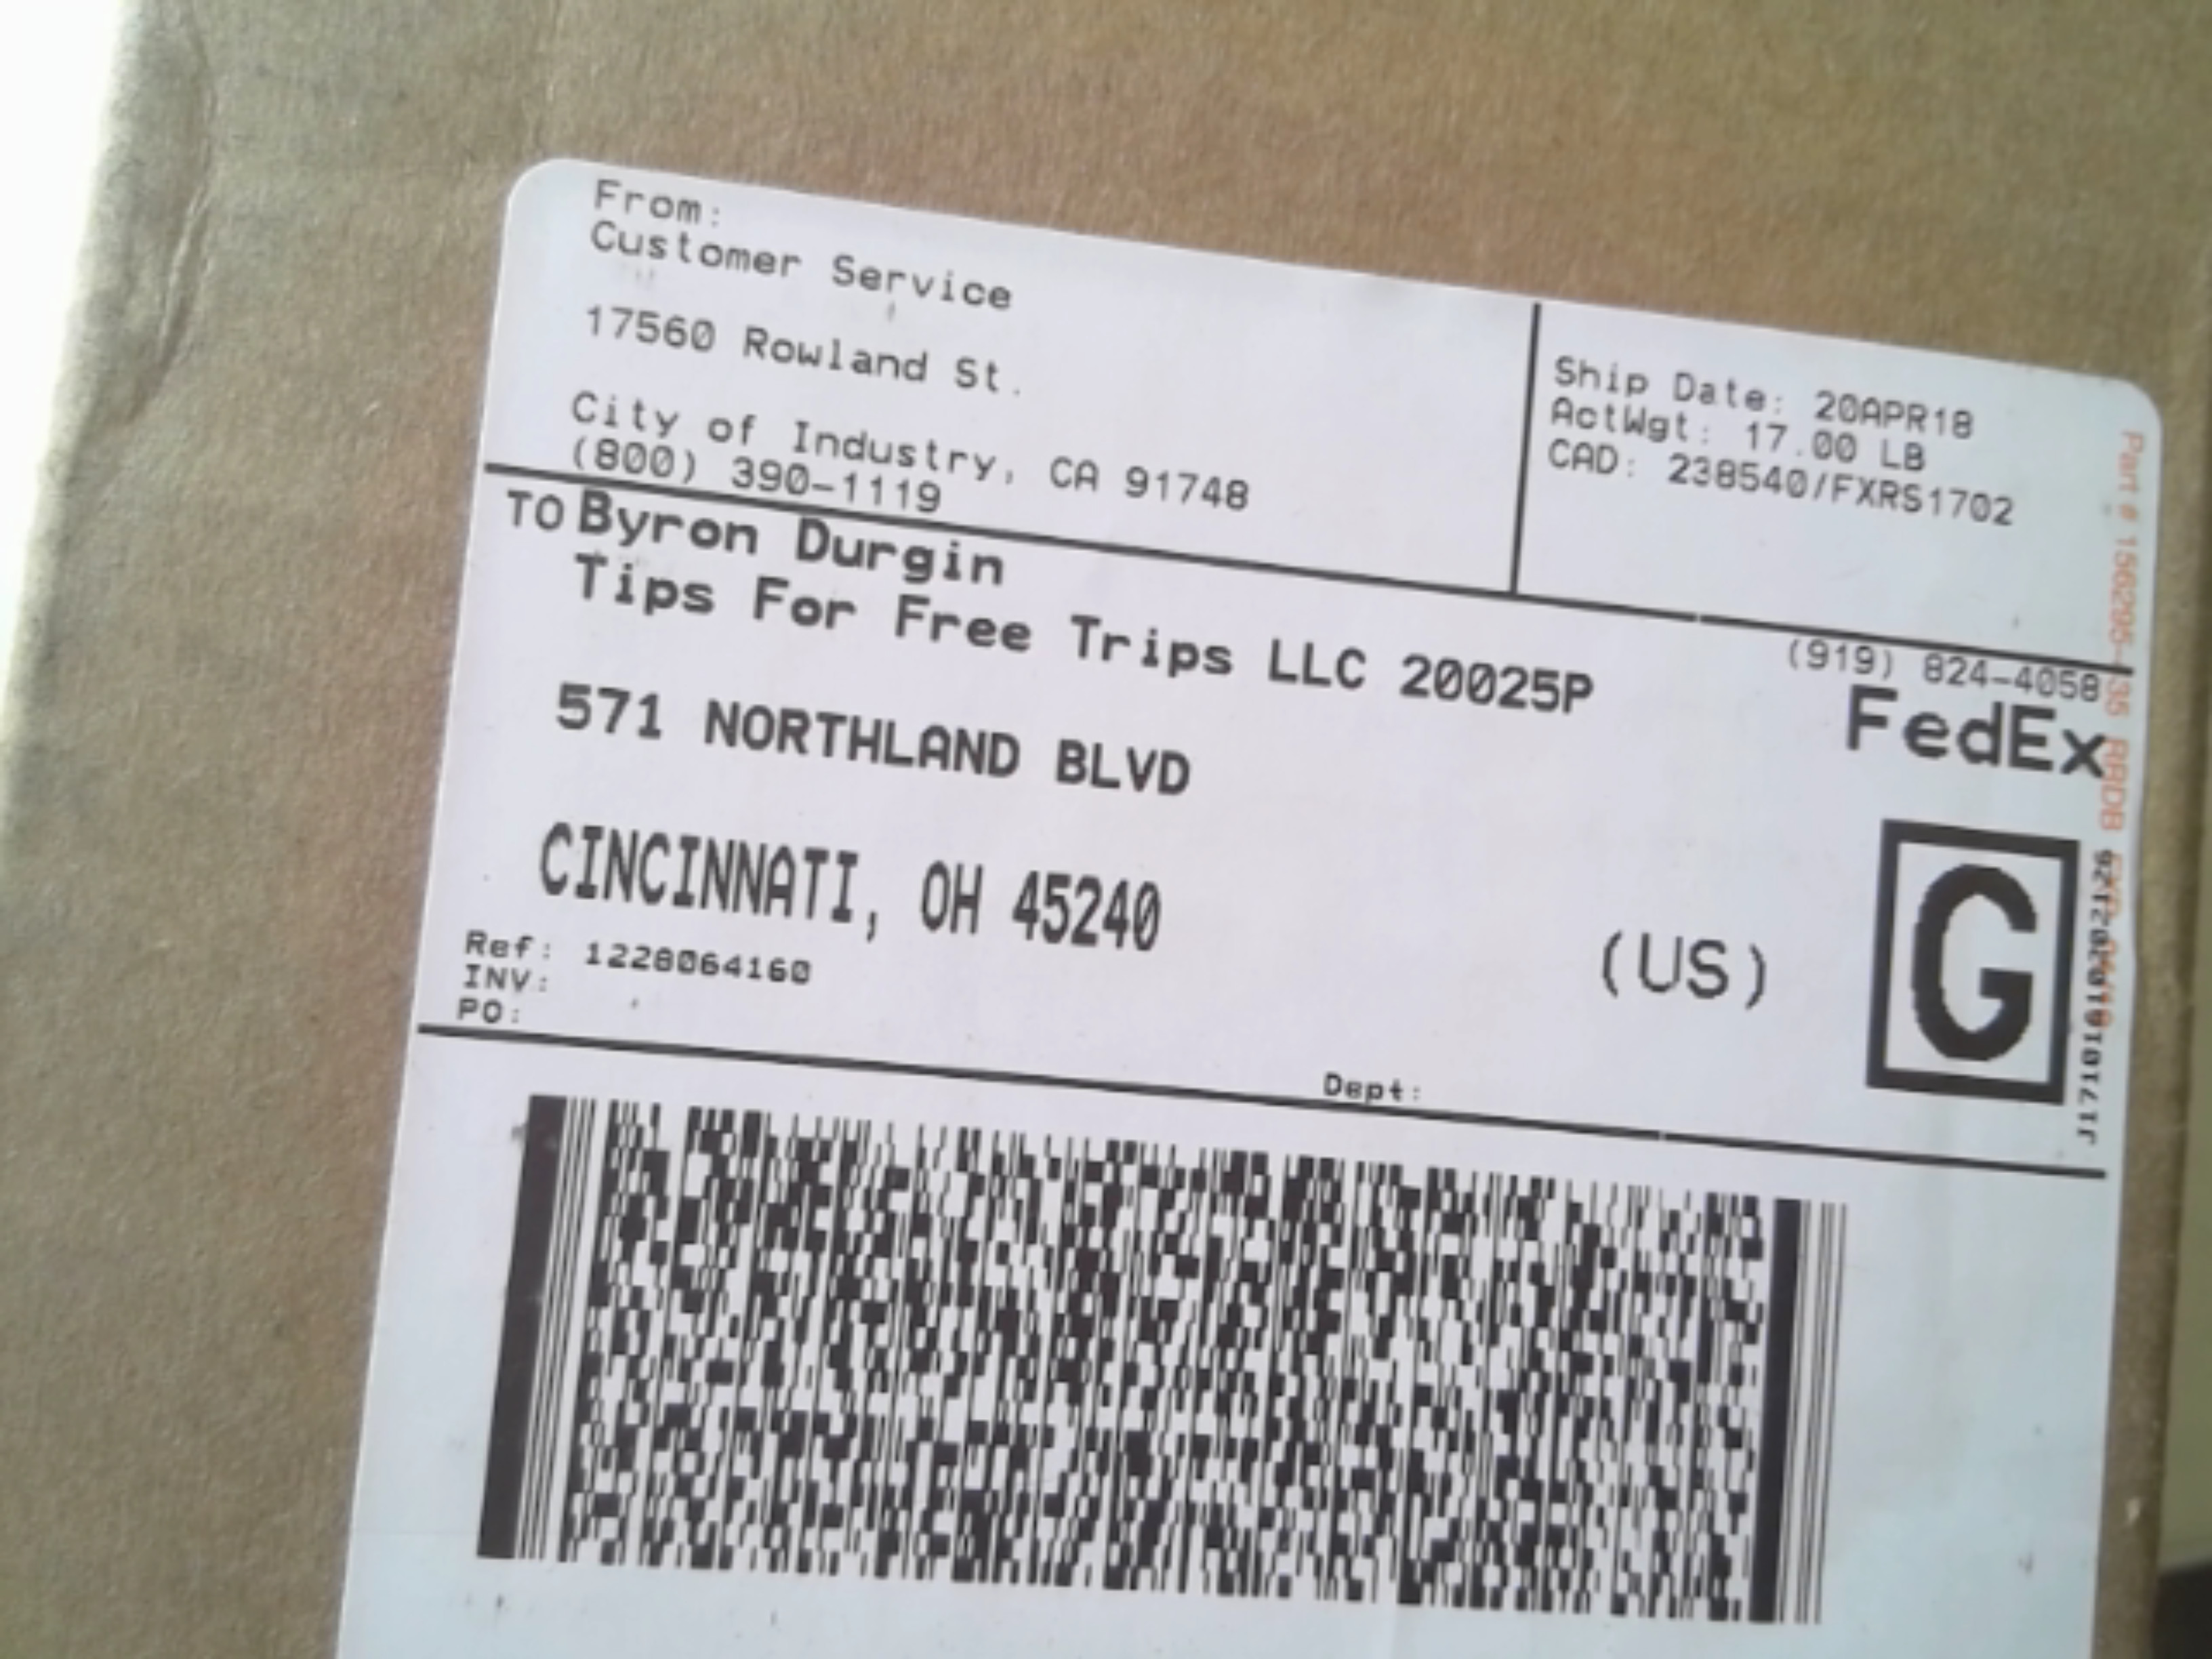 From:
Customer Service
17560 Rowland St.
City of Industry, CA 91748
(800) 390-1119
Ship Date: 20APR18
ActWgt: 17.00 LB
CAD: 238540/FXRS1702
TO Byron Durgin
Tips For Free Trips LLC 20025P
571 NORTHLAND BLVD
CINCINNATI, OH 45240
(919) 824-4058
FedEx
(US)
G
Ref: 1228064160
INV:
PO:
Dept:
Part #